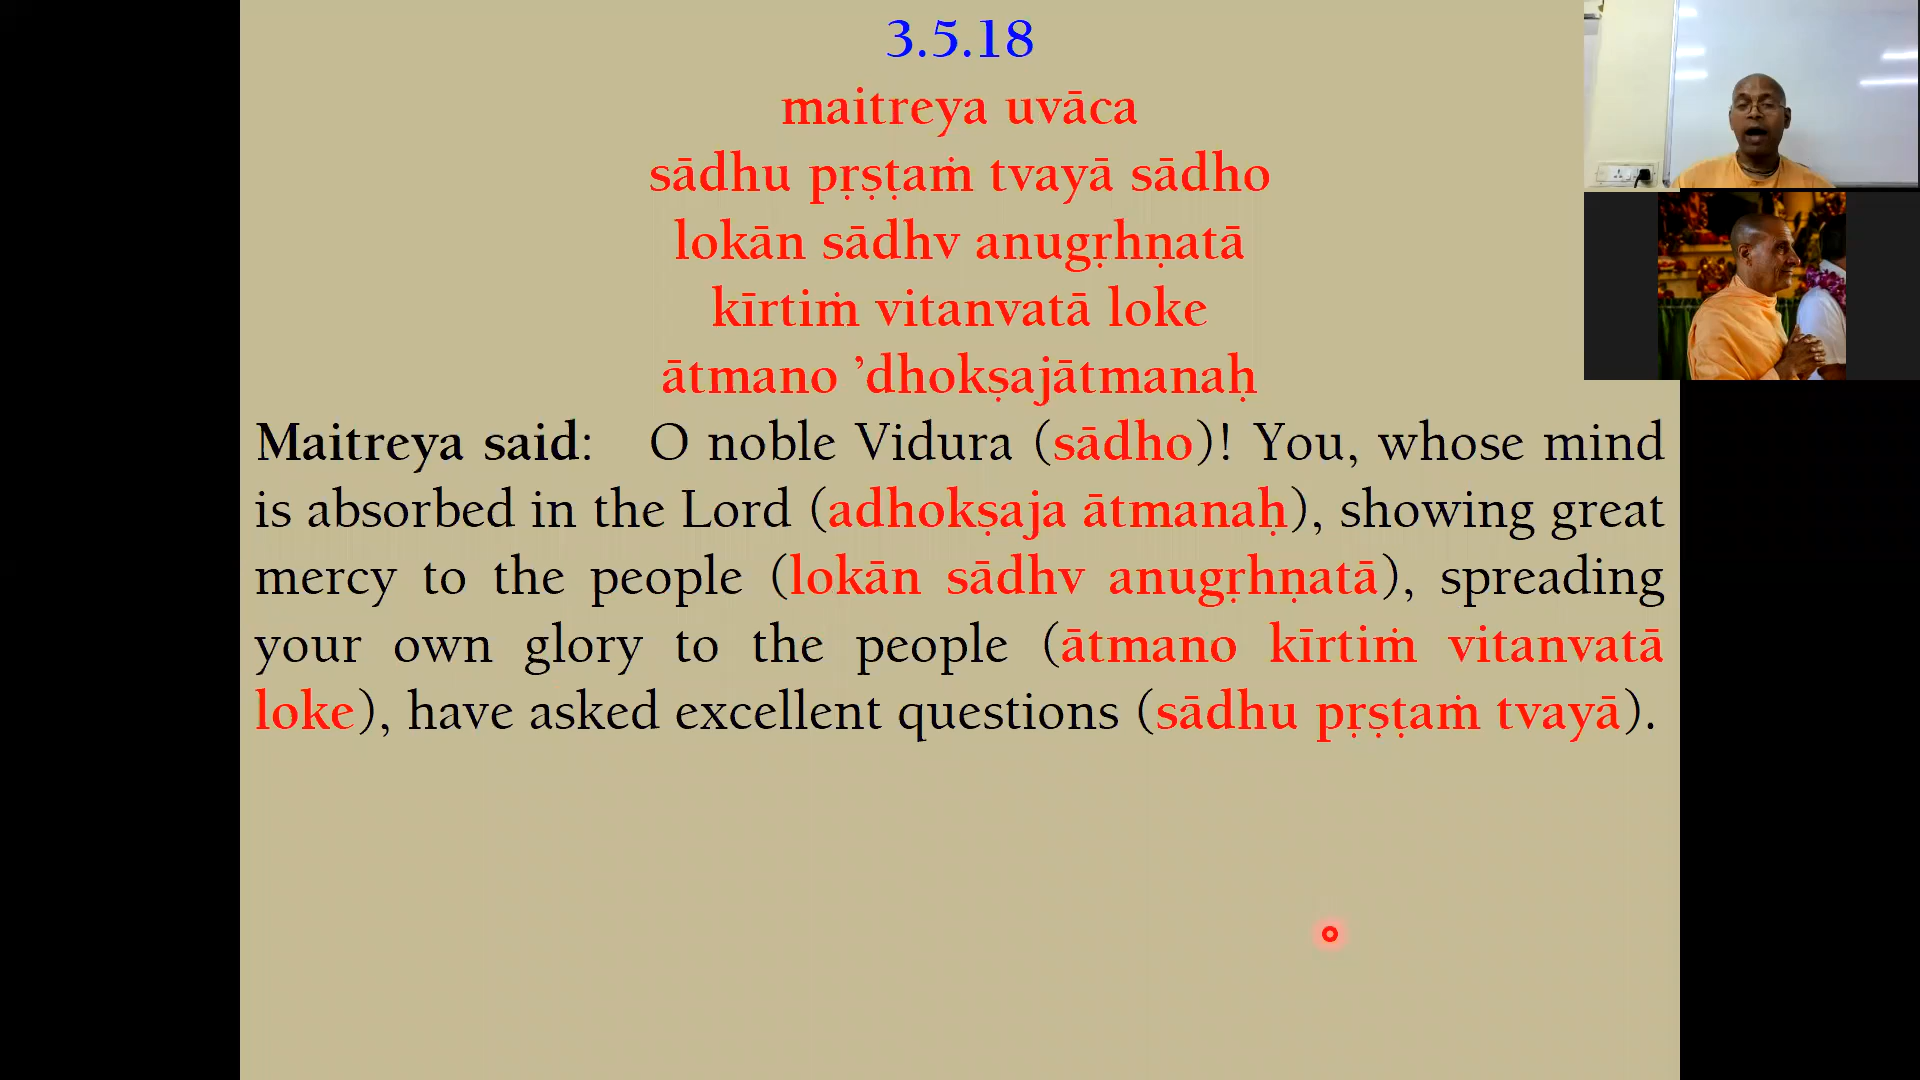 3.5.18
maitreya uvāca
sādhu pṛṣṭaṁ tvayā sādho
lokān sādhv anugṛhṇatā
kīrtiṁ vitanvatā loke
ātmano ’dhokṣajātmanaḥ
Maitreya said: O noble Vidura (sādho)! You, whose mind
is absorbed in the Lord (adhokṣaja ātmanaḥ), showing great
mercy to the people (lokān sādhv anugṛhṇatā), spreading
your own glory to the people (ātmano kīrtiṁ vitanvatā
loke), have asked excellent questions (sādhu pṛṣṭaṁ tvayā).